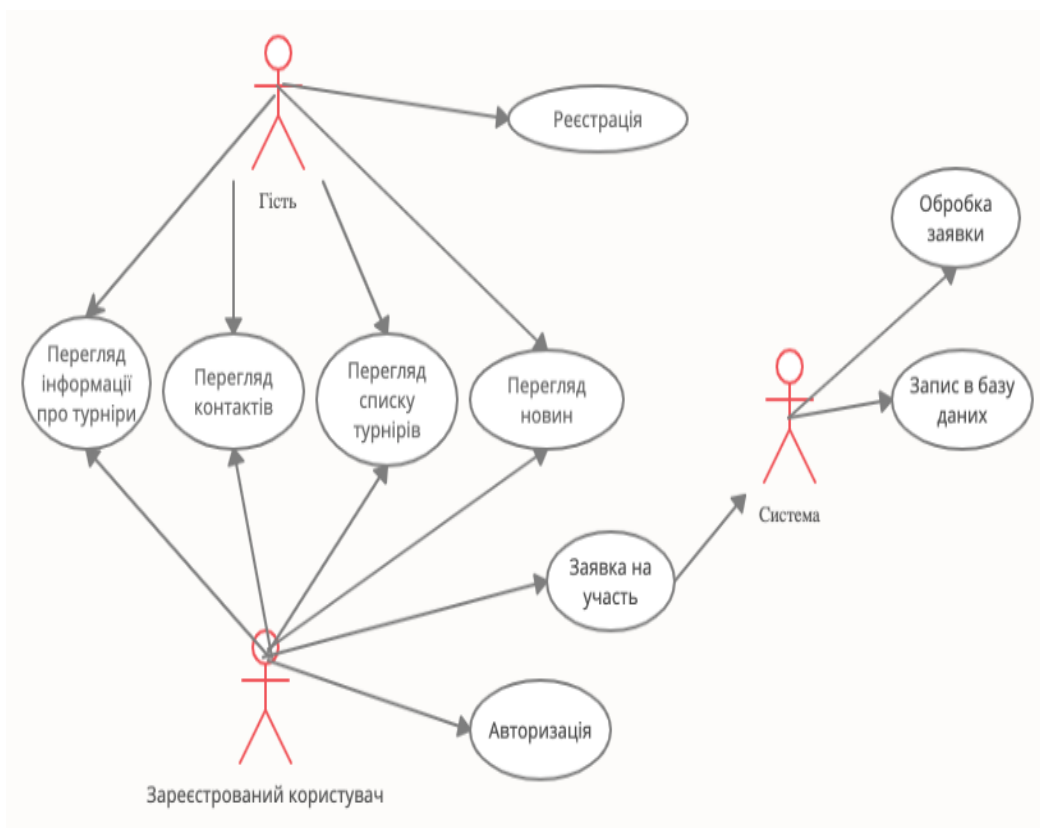 Реєстрація
Гість
Обробка
заявки
Перегляд
інформації
про турніри
Перегляд
контактів
Перегляд
списку
турнірів
Перегляд
новин
Запис в базу
даних
Система
Заявка на
участь
Авторизація
Зареєстрований користувач